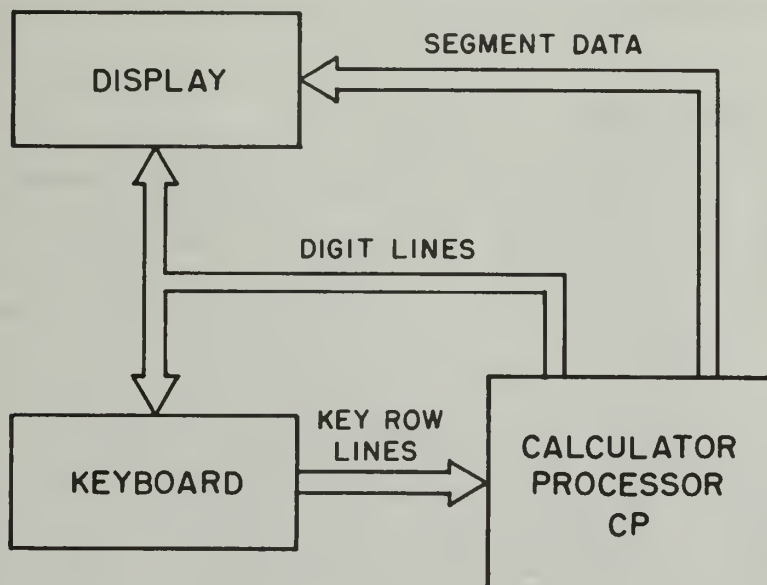 SEGMENT DATA
DISPLAY
DIGIT LINES
KEY ROW
LINES
KEYBOARD
CALCULATOR
PROCESSOR
CP